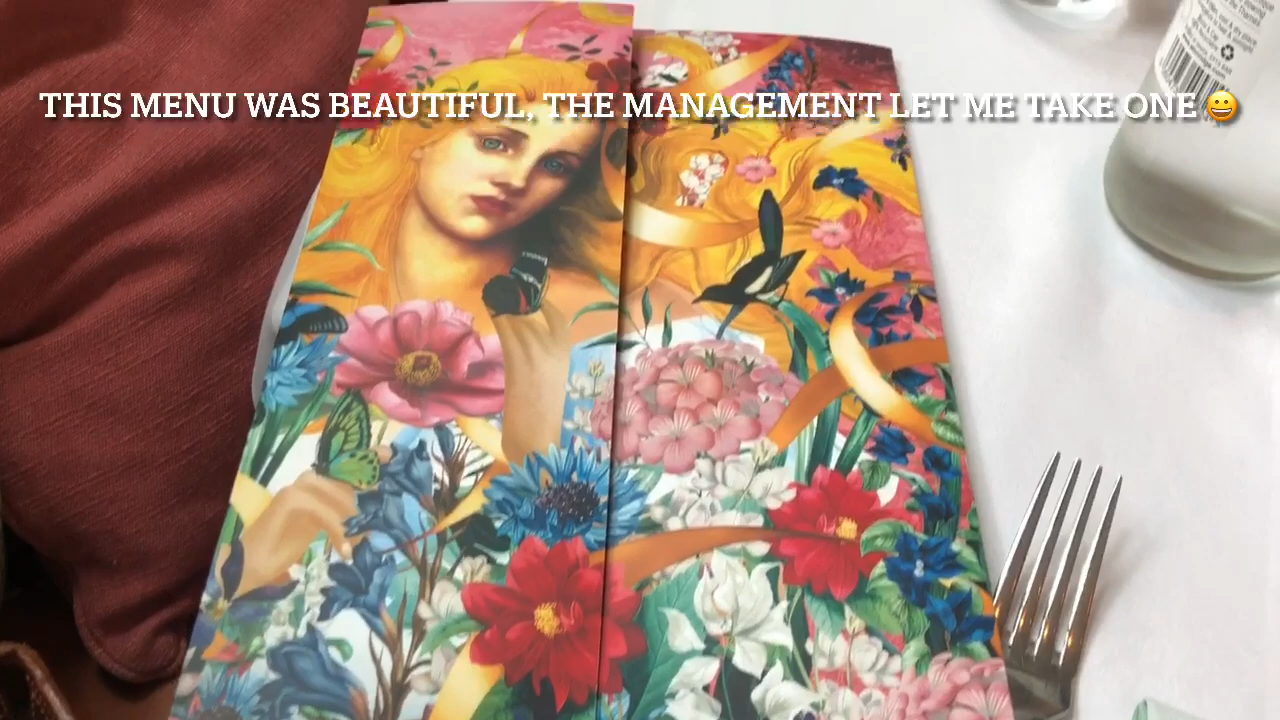 THIS MENU WAS BEAUTIFUL, THE MANAGEMENT LET ME TAKE ONE 😀